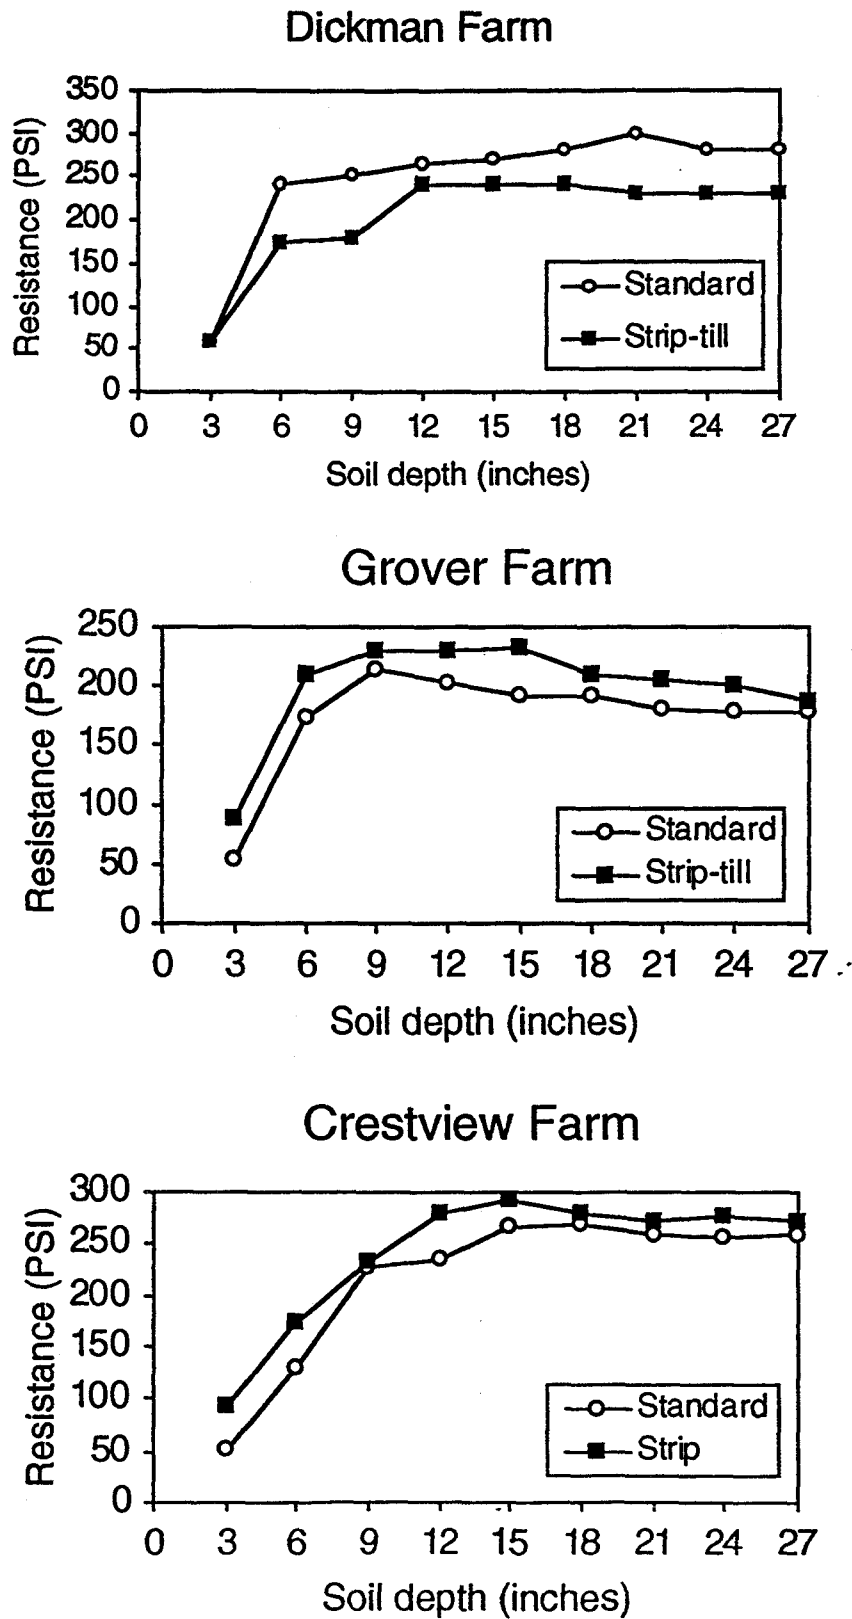 Dickman Farm
350
300
250
200
150
100
50
0
Resistance (PSI)
Standard
Strip-till
0 3 6 9 12 15 18 21 24 27
Soil depth (inches)
Grover Farm
250
200
150
100
50
0
Resistance (PSI)
Standard
Strip-till
0 3 6 9 12 15 18 21 24 27
Soil depth (inches)
Crestview Farm
300
250
200
150
100
50
0
Resistance (PSI)
Standard
Strip
0 3 6 9 12 15 18 21 24 27
Soil depth (inches)